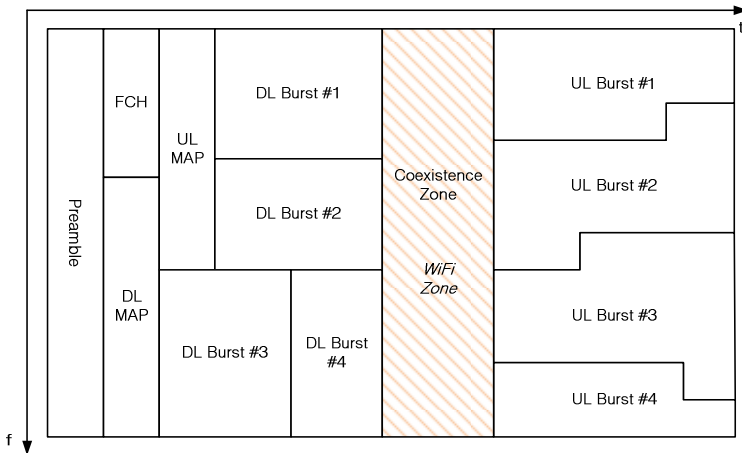 t
FCH
DL Burst #1
UL Burst #1
UL
MAP
Coexistence
Zone
UL Burst #2
DL Burst #2
Preamble
WiFi
Zone
DL
MAP
UL Burst #3
DL Burst #3
DL Burst
#4
UL Burst #4
f